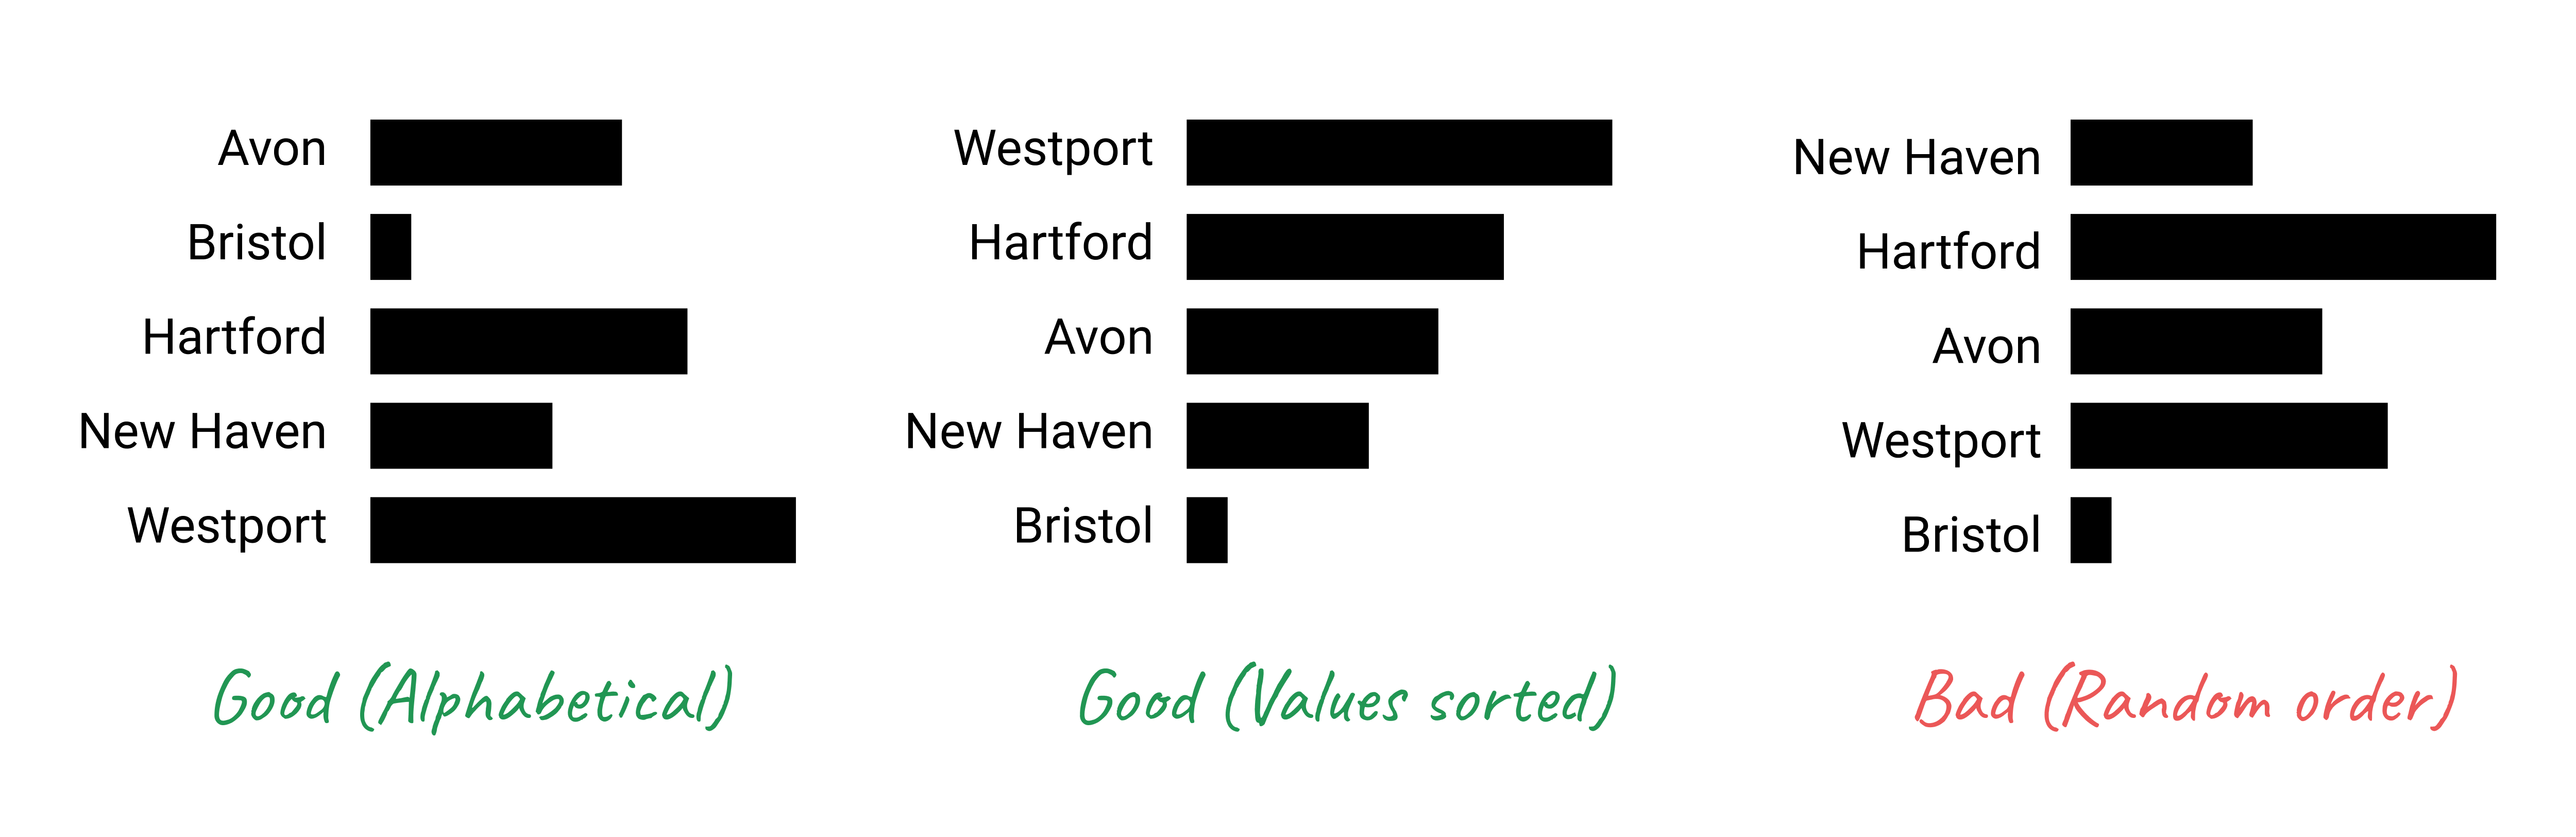 Avon
Bristol
Hartford
New Haven
Westport
Good (Alphabetical)
Westport
Hartford
Avon
New Haven
Bristol
Good (Values sorted)
New Haven
Hartford
Avon
Westport
Bristol
Bad (Random order)